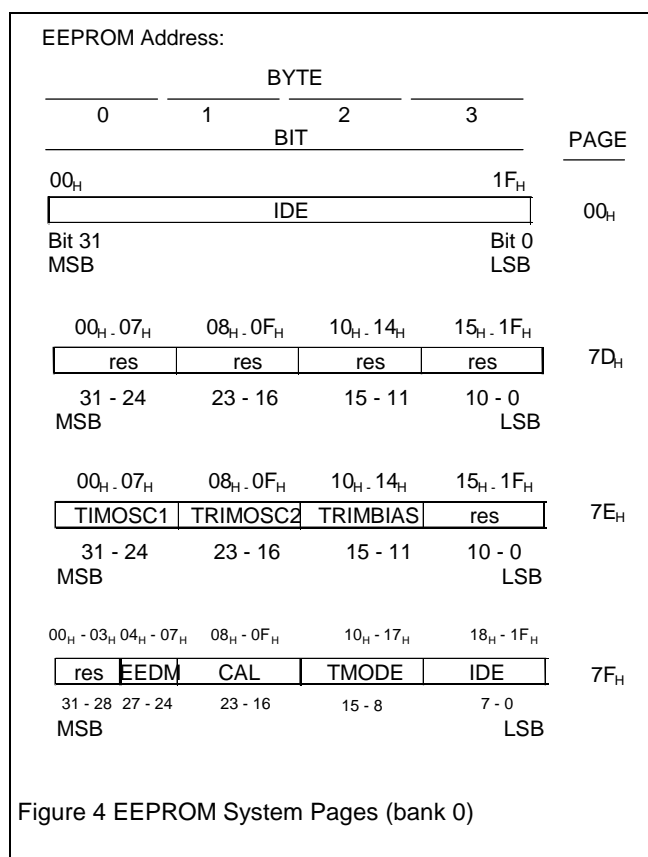 EEPROM Address:
BYTE
0 1 2 3
BIT
PAGE
00H 1FH
IDE 00H
Bit 31 Bit 0
MSB LSB
00H - 07H 08H - 0FH 10H - 14H 15H - 1FH
res res res res 7DH
31 - 24 23 - 16 15 - 11 10 - 0
MSB LSB
00H - 07H 08H - 0FH 10H - 14H 15H - 1FH
TIMOSC1 TRIMOSC2 TRIMBIAS res 7EH
31 - 24 23 - 16 15 - 11 10 - 0
MSB LSB
00H - 03H 04H - 07H 08H - 0FH 10H - 17H 18H - 1FH
res EEDM CAL TMODE IDE 7FH
31 - 28 27 - 24 23 - 16 15 - 8 7 - 0
MSB LSB
Figure 4 EEPROM System Pages (bank 0)